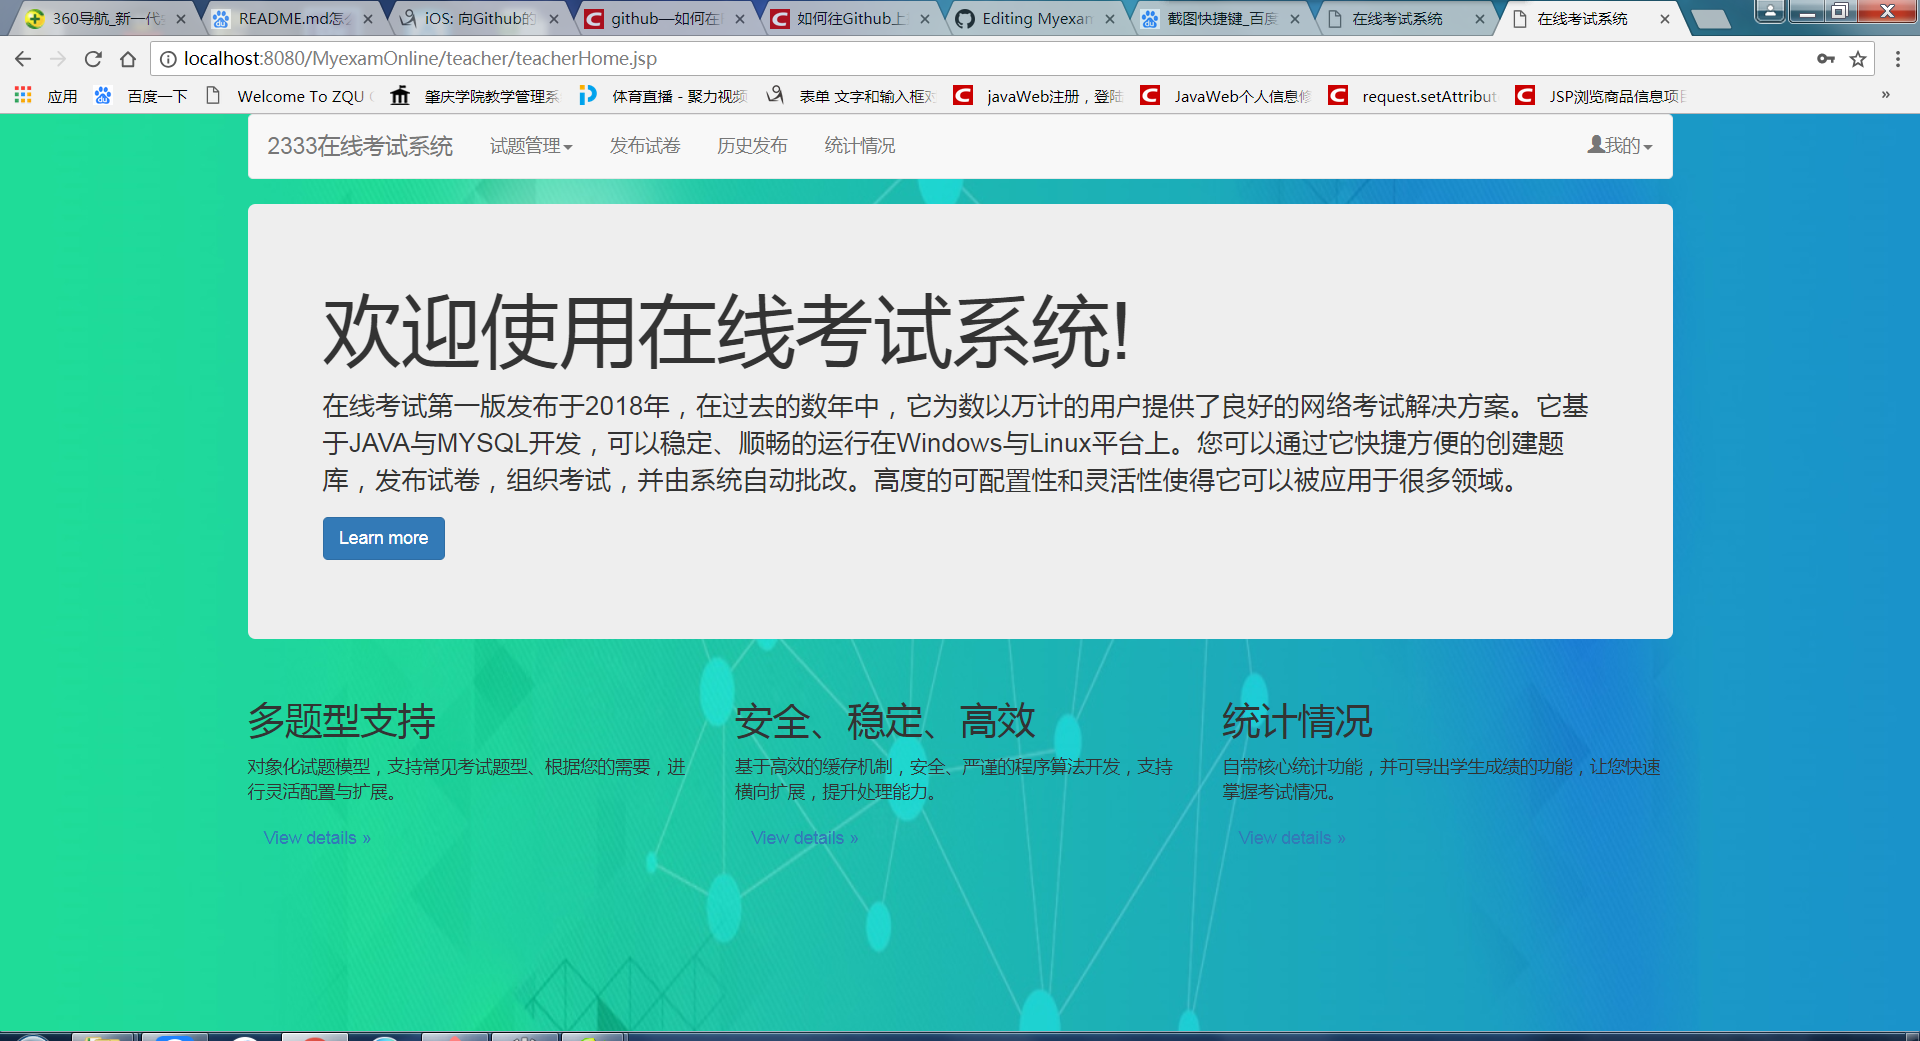 360导航_新一代
README.md怎
iOS: 向Github的
github—如何在
如何往Github上
Editing Myexam
截图快捷键_百度
在线考试系统
在线考试系统
localhost:8080/MyexamOnline/teacher/teacherHome.jsp
应用
百度一下
Welcome To ZQU
肇庆学院教学管理系
体育直播 - 聚力视频
表单 文字和输入框
javaWeb注册，登陆
JavaWeb个人信息修
request.setAttribut
JSP浏览商品信息项目
»
2333在线考试系统
试题管理
发布试卷
历史发布
统计情况
我的
欢迎使用在线考试系统!
在线考试第一版发布于2018年，在过去的数年中，它为数以万计的用户提供了良好的网络考试解决方案。它基
于JAVA与MYSQL开发，可以稳定、顺畅的运行在Windows与Linux平台上。您可以通过它快捷方便的创建题
库，发布试卷，组织考试，并由系统自动批改。高度的可配置性和灵活性使得它可以被应用于很多领域。
Learn more
多题型支持
对象化试题模型，支持常见考试题型、根据您的需要，进
行灵活配置与扩展。
View details »
安全、稳定、高效
基于高效的缓存机制，安全、严谨的程序算法开发，支持
横向扩展，提升处理能力。
View details »
统计情况
自带核心统计功能，并可导出学生成绩的功能，让您快速
掌握考试情况。
View details »